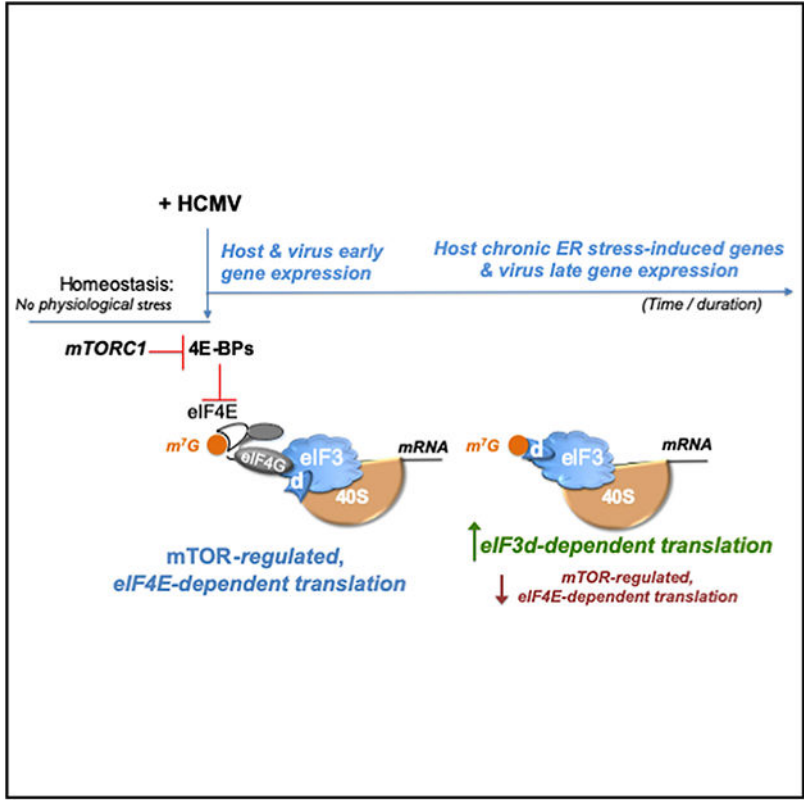 + HCMV
Host & virus early
gene expression
Host chronic ER stress-induced genes
& virus late gene expression
Homeostasis:
No physiological stress
(Time / duration)
mTORC1
4E-BPs
eIF4E
m⁷G
eIF4G
eIF3
d
40S
mRNA
m⁷G
d
eIF3
40S
mRNA
mTOR-regulated,
eIF4E-dependent translation
eIF3d-dependent translation
mTOR-regulated,
eIF4E-dependent translation